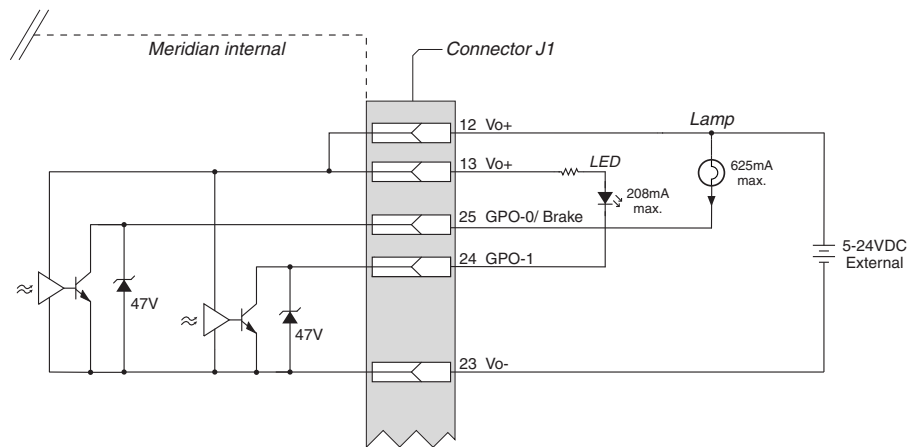 Meridian internal
Connector J1
12 Vo+
Lamp
13 Vo+
LED
625mA
max.
208mA
max.
25 GPO-0/ Brake
24 GPO-1
5-24VDC
External
47V
47V
23 Vo-